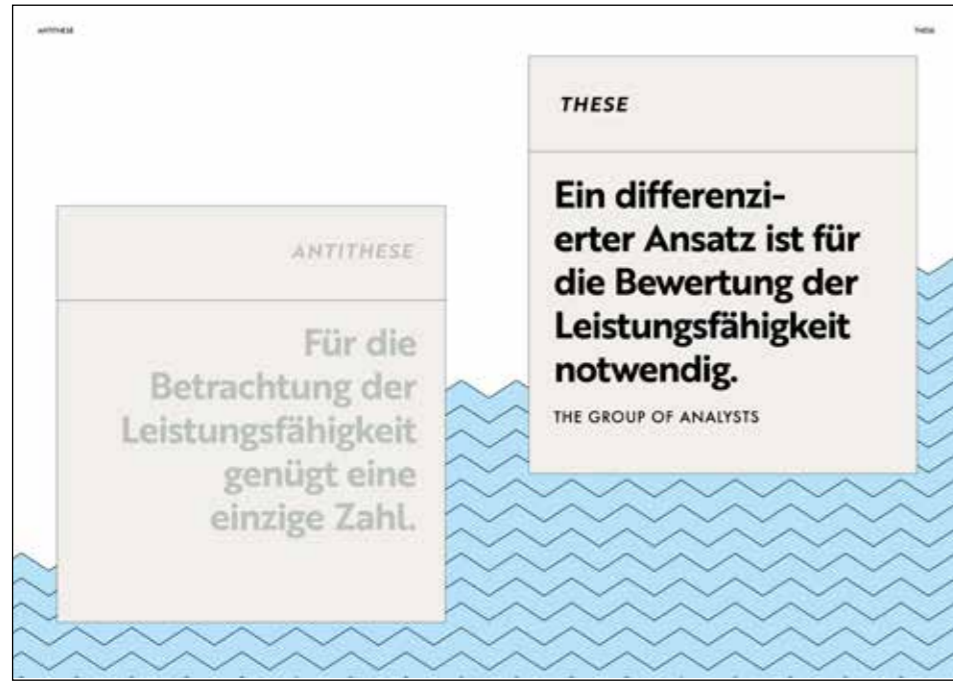 ANTITHESE
THESE
ANTITHESE
Für die
Betrachtung der
Leistungsfähigkeit
genügt eine
einzige Zahl.
THESE
Ein differenzi-
erter Ansatz ist für
die Bewertung der
Leistungsfähigkeit
notwendig.
THE GROUP OF ANALYSTS